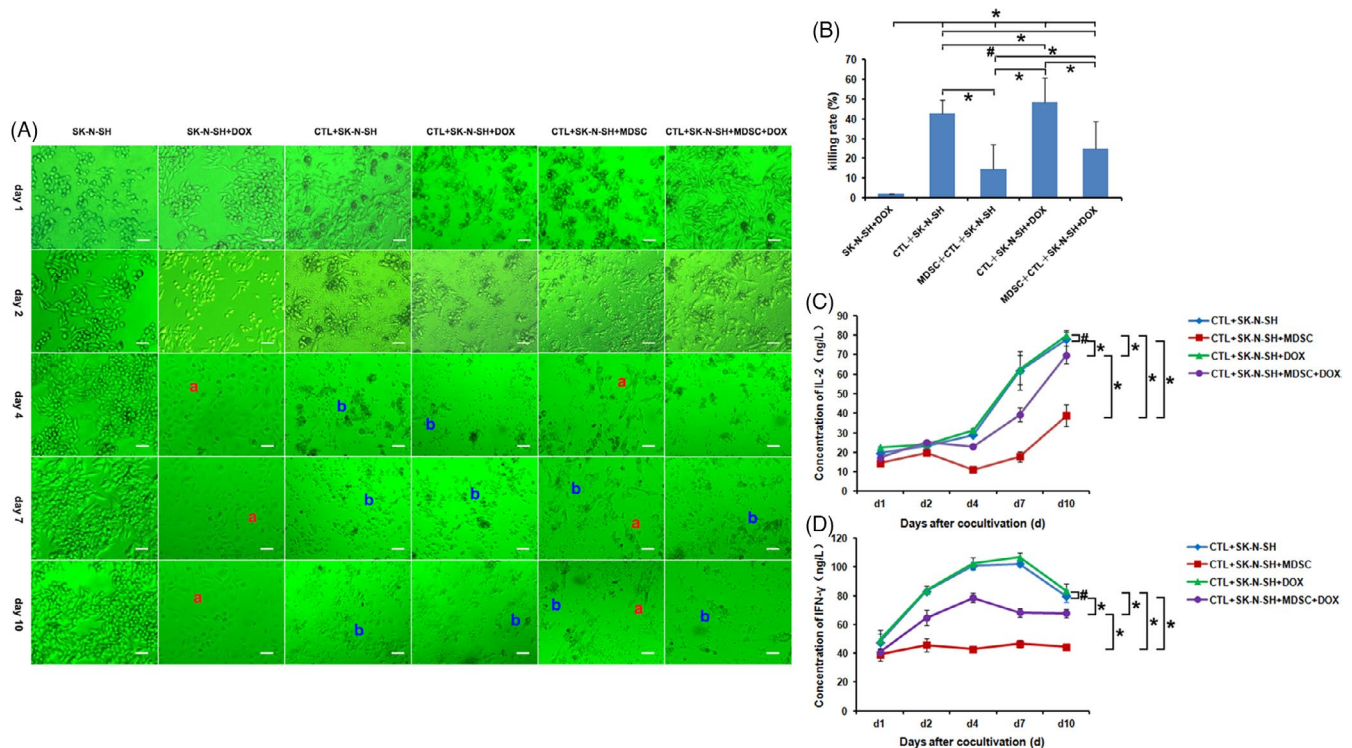 (A)
SK-N-SH SK-N-SH+DOX CTL+SK-N-SH CTL+SK-N-SH+DOX CTL+SK-N-SH+MDSC CTL+SK-N-SH+MDSC+DOX
day 1
day 2
day 4
a b b a
day 7
a b b b a b
day 10
a b b b a b
(B)
*
*
#
*
*
*
*
killing rate (%)
70
60
50
40
30
20
10
0
SK-N-SH+DOX
CTL+SK-N-SH
MDSC+CTL+SK-N-SH
CTL+SK-N-SH+DOX
MDSC+CTL+SK-N-SH+DOX
(C)
Concentration of IL-2 (ng/L)
90
80
70
60
50
40
30
20
10
0
d1 d2 d4 d7 d10
Days after cocultivation (d)
CTL+SK-N-SH
CTL+SK-N-SH+MDSC
CTL+SK-N-SH+DOX
CTL+SK-N-SH+MDSC+DOX
#
* *
* * *
(D)
Concentration of IFN-γ (ng/L)
120
100
80
60
40
20
0
d1 d2 d4 d7 d10
Days after cocultivation (d)
CTL+SK-N-SH
CTL+SK-N-SH+MDSC
CTL+SK-N-SH+DOX
CTL+SK-N-SH+MDSC+DOX
#
* *
* * *